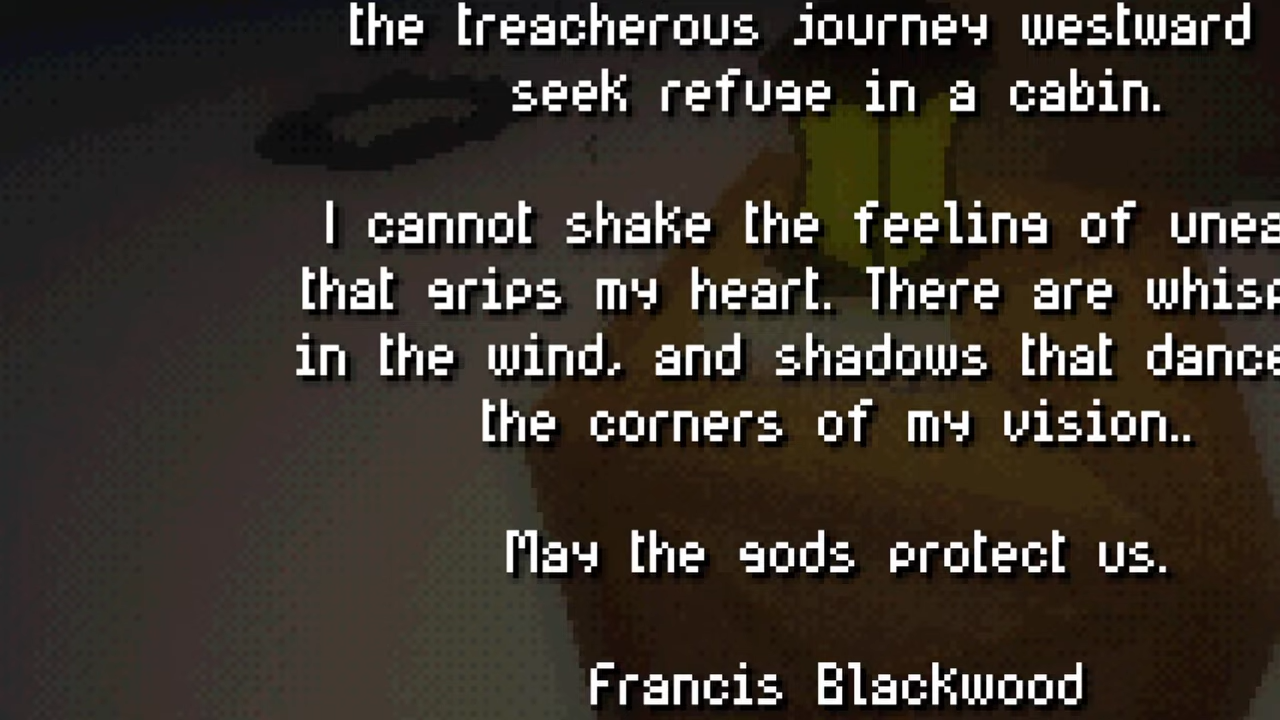 the treacherous journey westward
seek refuge in a cabin.
I cannot shake the feeling of unea
that grips my heart. There are whisp
in the wind, and shadows that dance
the corners of my vision..
May the gods protect us.
Francis Blackwood